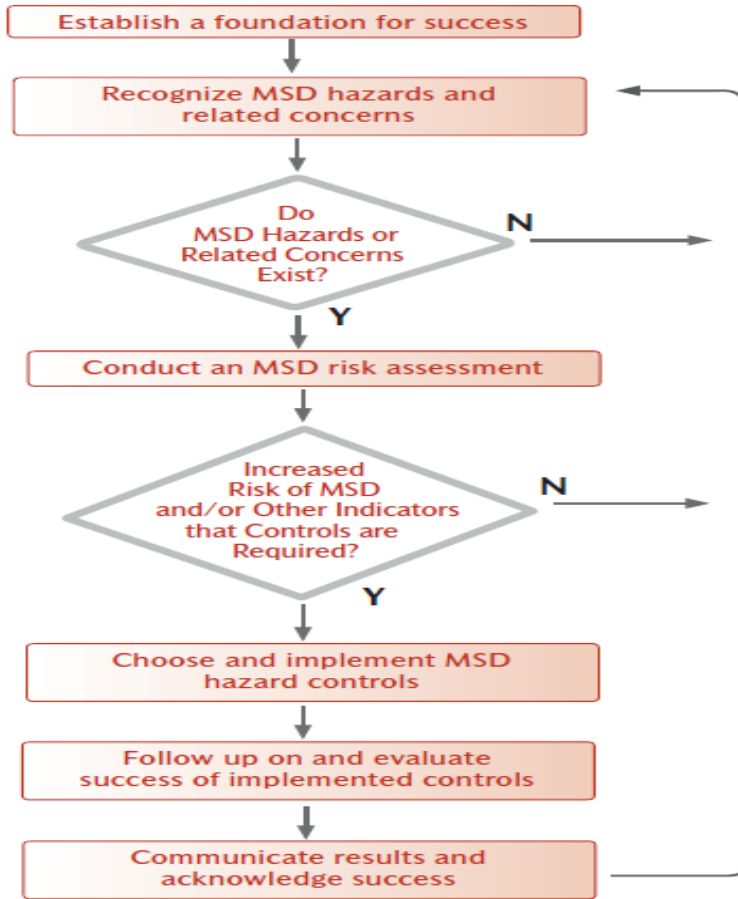 Establish a foundation for success
Recognize MSD hazards and
related concerns
Do
MSD Hazards or
Related Concerns
Exist?
N
Y
Conduct an MSD risk assessment
Increased
Risk of MSD
and/or Other Indicators
that Controls are
Required?
N
Y
Choose and implement MSD
hazard controls
Follow up on and evaluate
success of implemented controls
Communicate results and
acknowledge success